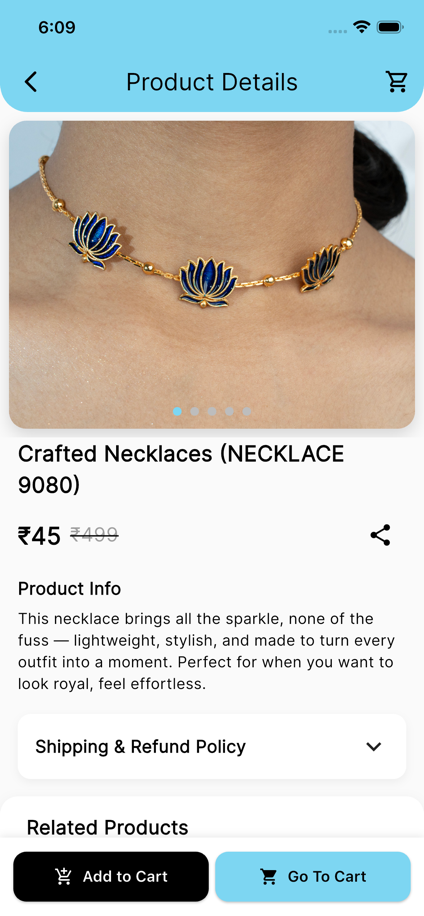 6:09
Product Details
Crafted Necklaces (NECKLACE
9080)
₹45 ₹499
Product Info
This necklace brings all the sparkle, none of the
fuss — lightweight, stylish, and made to turn every
outfit into a moment. Perfect for when you want to
look royal, feel effortless.
Shipping & Refund Policy
Related Products
Add to Cart
Go To Cart